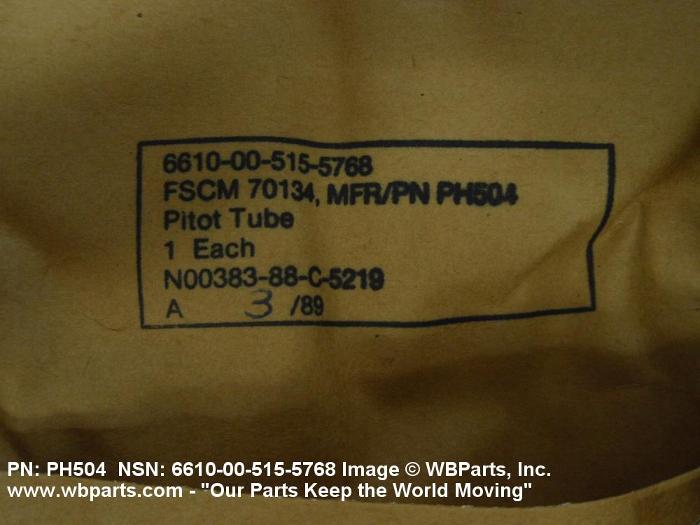 6610-00-515-5768
FSCM 70134, MFR/PN PH504
Pitot Tube
1 Each
N00383-88-C-5219
A 3 /89
PN: PH504 NSN: 6610-00-515-5768 Image © WBParts, Inc.
www.wbparts.com - "Our Parts Keep the World Moving"